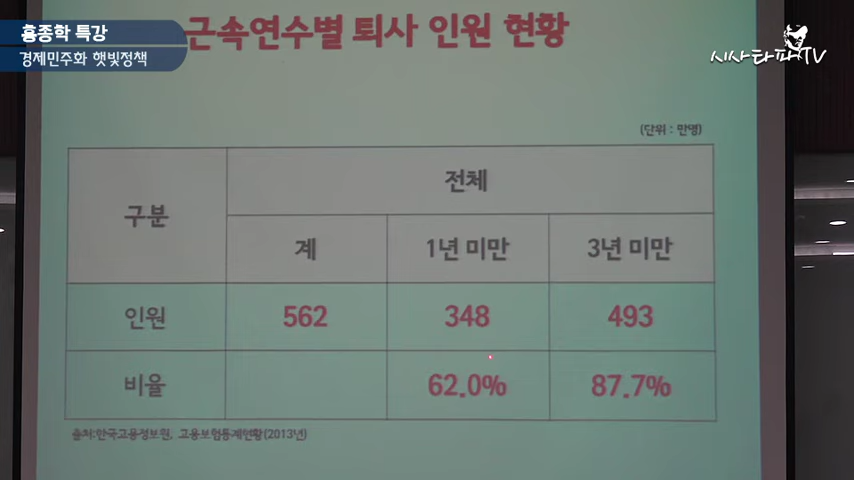 홍종학 특강
경제민주화 햇빛정책
근속연수별 퇴사 인원 현황
시사타파TV
(단위 : 만명)
구분
전체
계
1년 미만
3년 미만
인원
562
348
493
비율
62.0%
87.7%
출처:한국고용정보원, 고용보험통계현황(2013년)